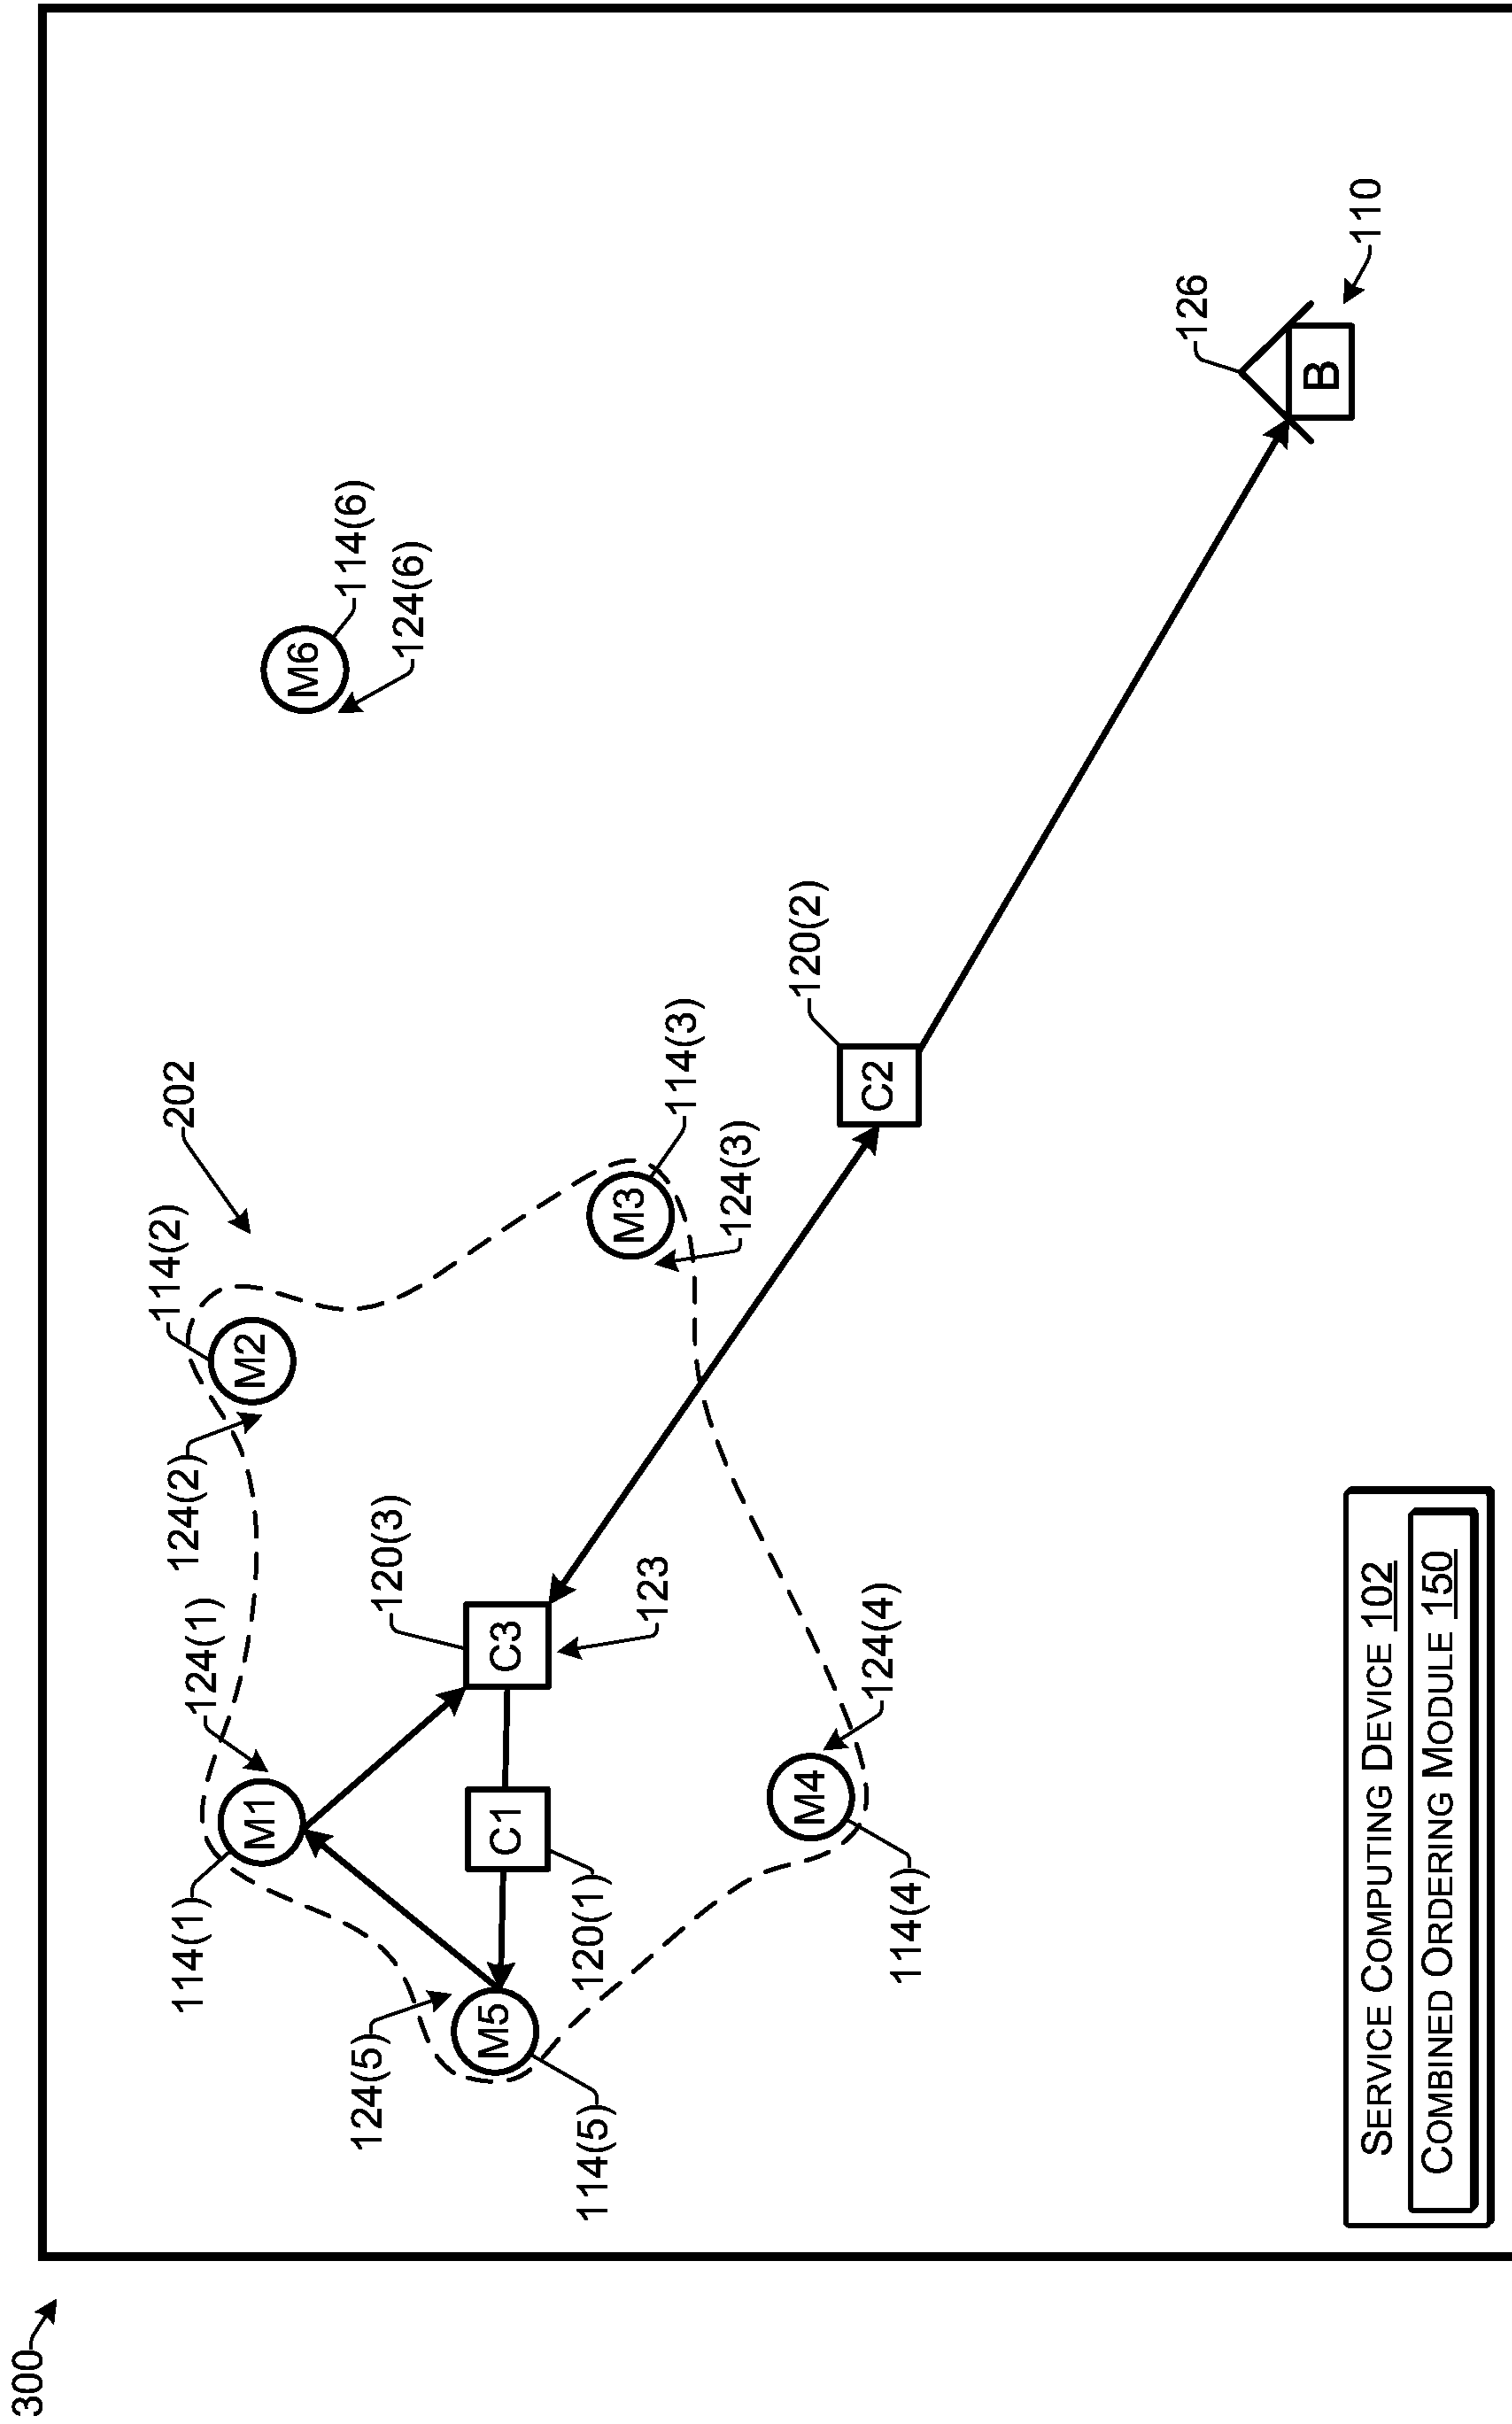 300
114(1)
124(1)
124(2)
114(2)
202
M1
M2
M6
114(6)
124(6)
124(5)
120(3)
M5
C1
C3
123
M3
114(3)
124(3)
114(5)
120(1)
M4
124(4)
114(4)
C2
120(2)
126
B
110
SERVICE COMPUTING DEVICE 102
COMBINED ORDERING MODULE 150